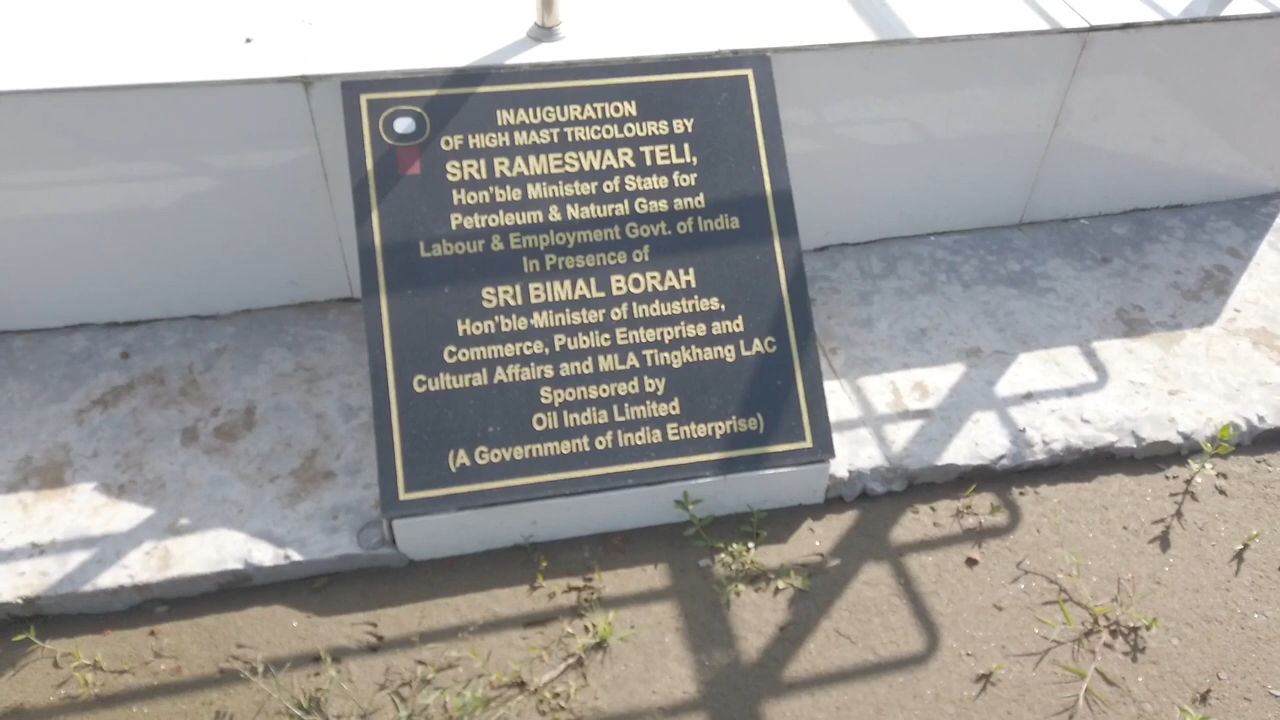 INAUGURATION
OF HIGH MAST TRICOLOURS BY
SRI RAMESWAR TELI,
Hon'ble Minister of State for
Petroleum & Natural Gas and
Labour & Employment Govt. of India
In Presence of
SRI BIMAL BORAH
Hon'ble Minister of Industries,
Commerce, Public Enterprise and
Cultural Affairs and MLA Tingkhang LAC
Sponsored by
Oil India Limited
(A Government of India Enterprise)